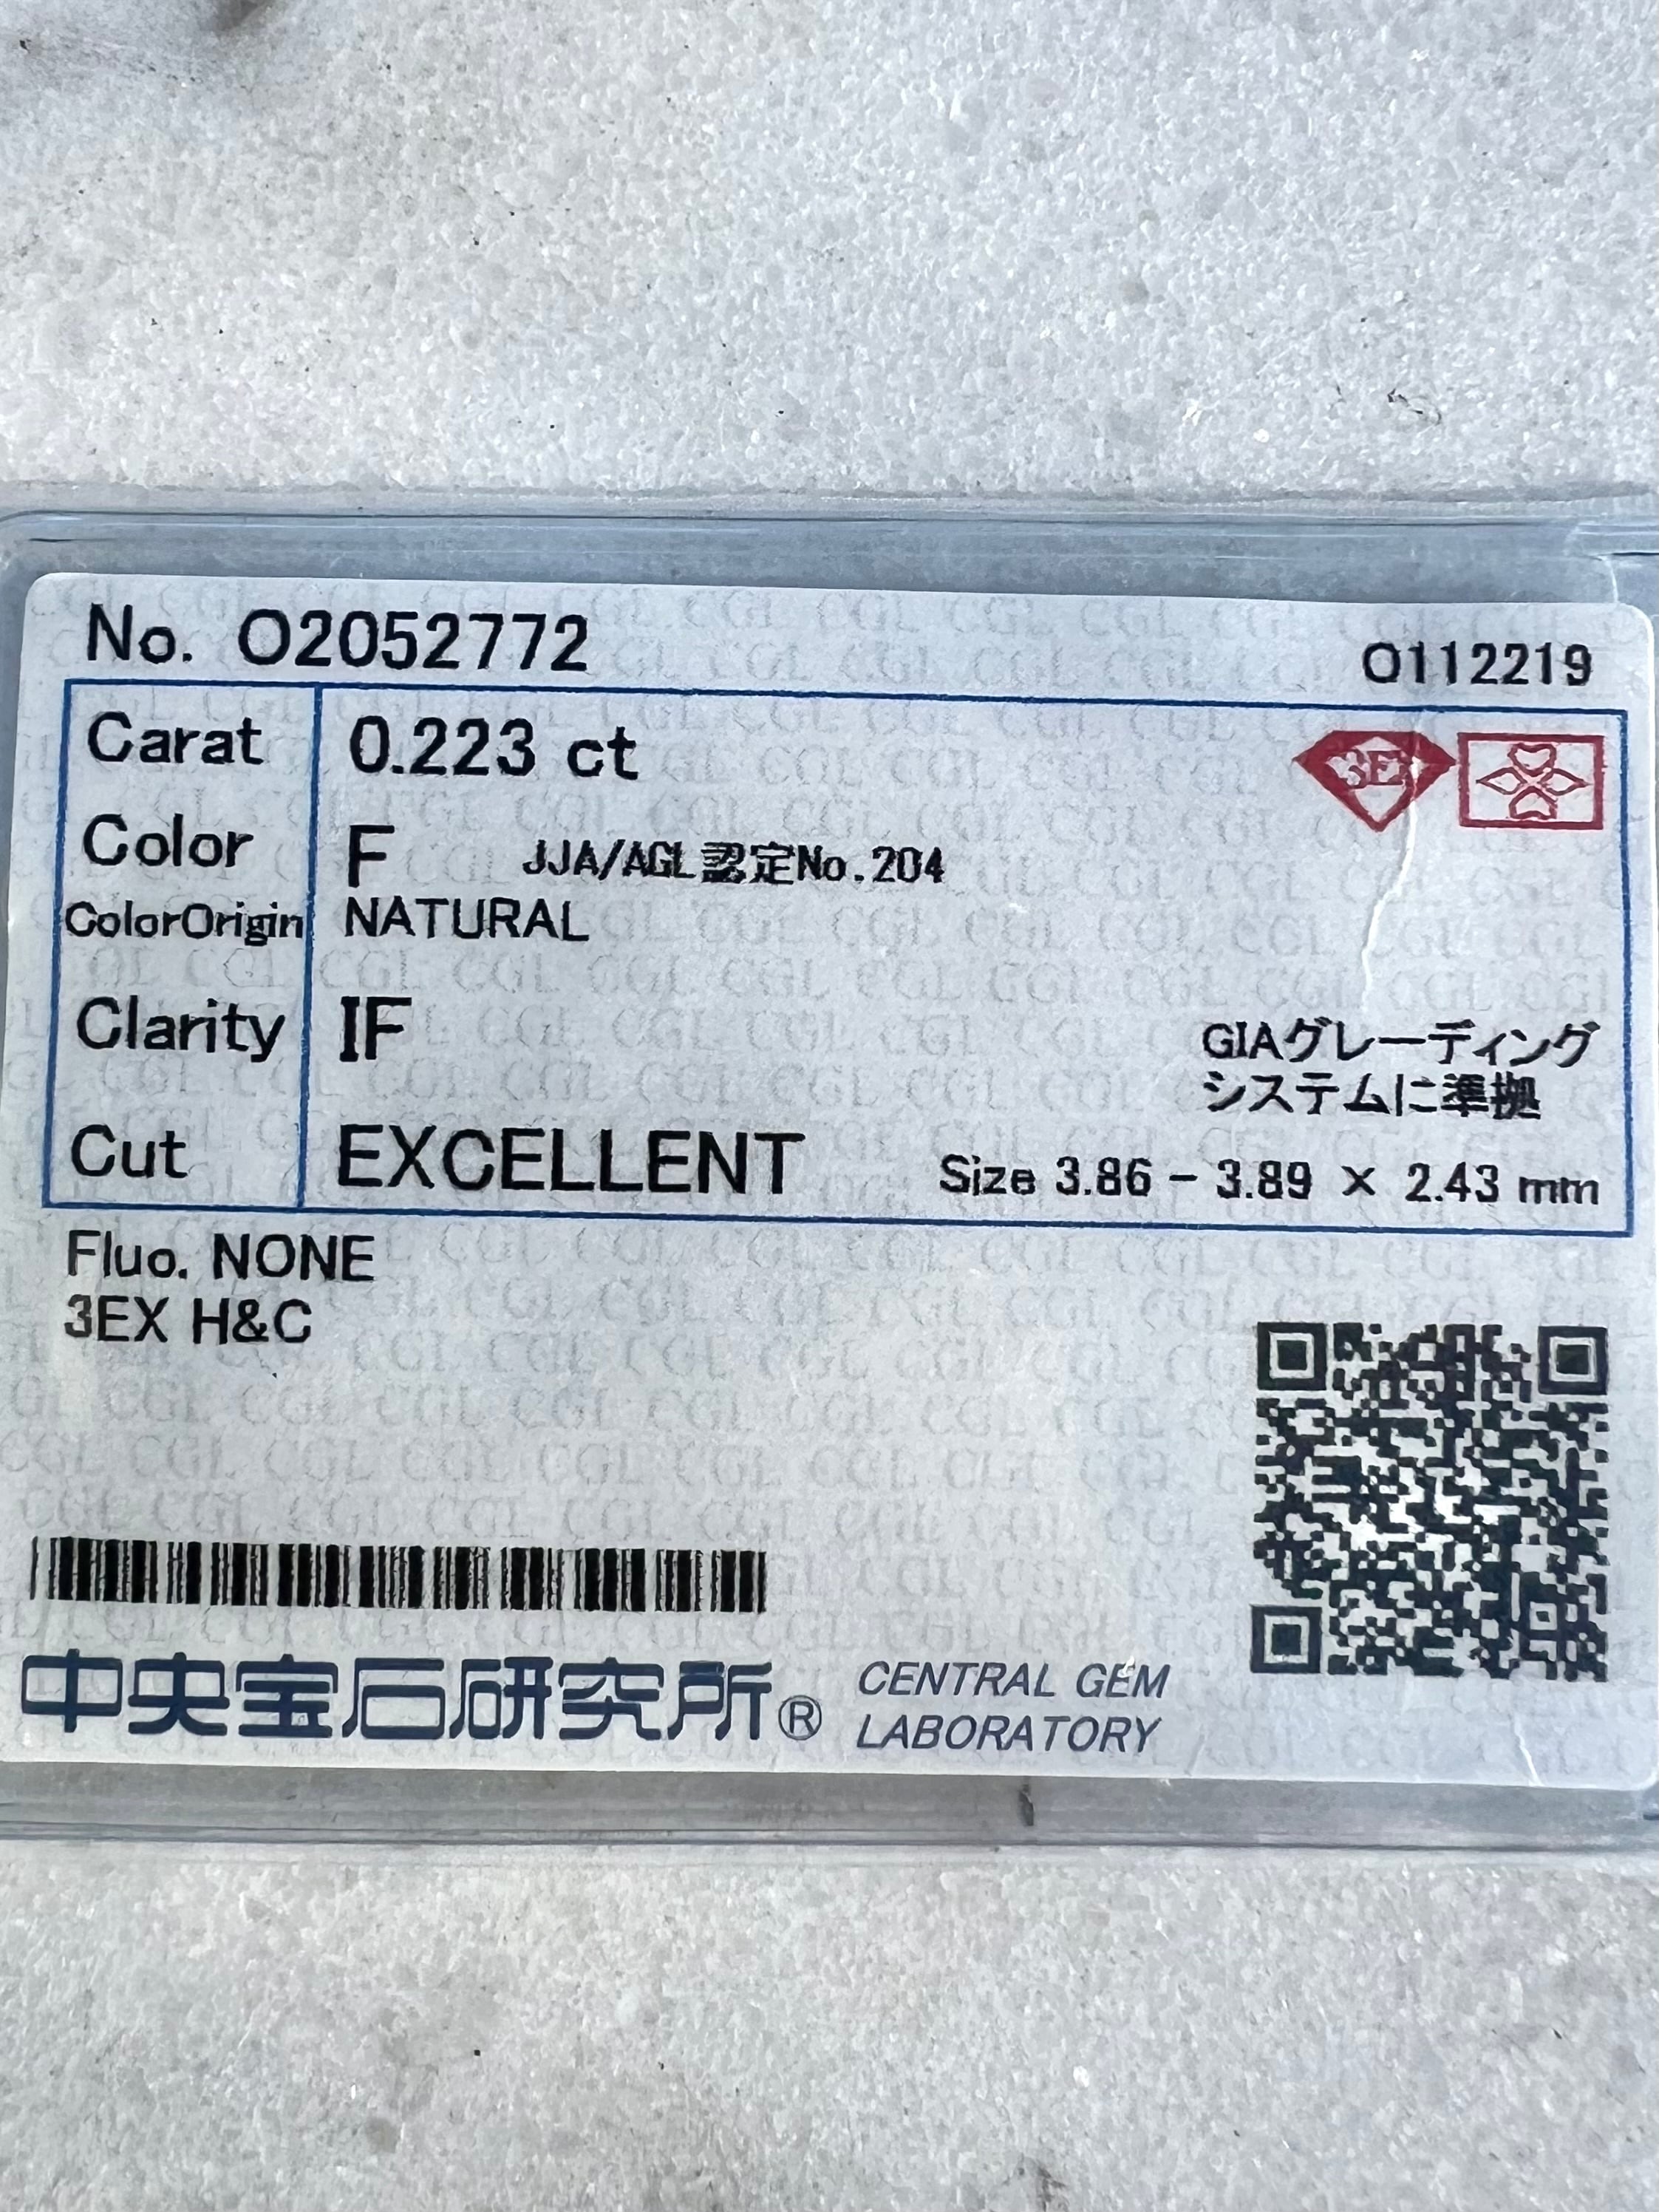 No. O2052772
O112219
Carat 0.223 ct
3EX
Color F JJA/AGL認定No.204
ColorOrigin NATURAL
Clarity IF
GIAグレーディング
システムに準拠
Cut EXCELLENT
Size 3.86 - 3.89 × 2.43 mm
Fluo. NONE
3EX H&C
中央宝石研究所®
CENTRAL GEM
LABORATORY